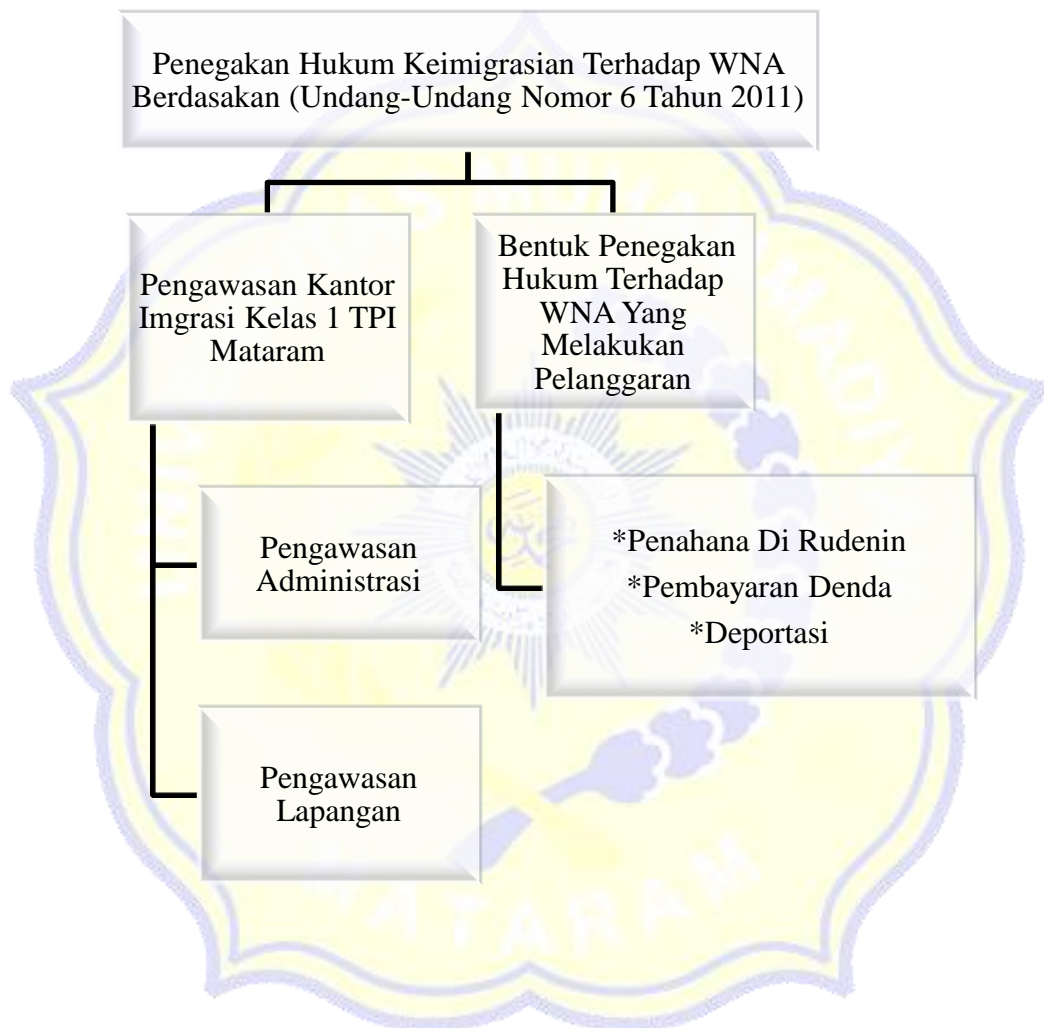 Penegakan Hukum Keimigrasian Terhadap WNA
Berdasakan (Undang-Undang Nomor 6 Tahun 2011)
Pengawasan Kantor
Imgrasi Kelas 1 TPI
Mataram
Bentuk Penegakan
Hukum Terhadap
WNA Yang
Melakukan
Pelanggaran
Pengawasan
Administrasi
*Penahana Di Rudenin
*Pembayaran Denda
*Deportasi
Pengawasan
Lapangan
MATARAM